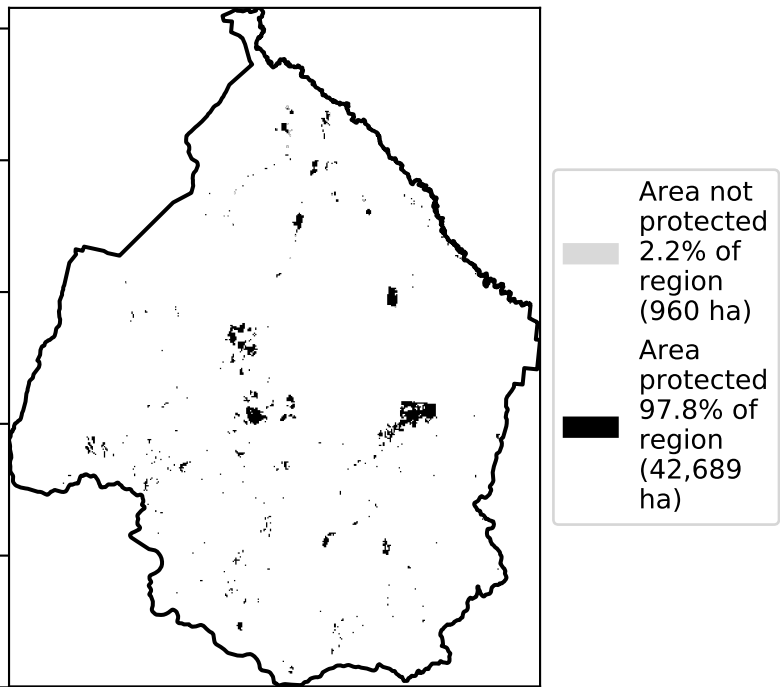 Area not
protected
2.2% of
region
(960 ha)
Area
protected
97.8% of
region
(42,689
ha)